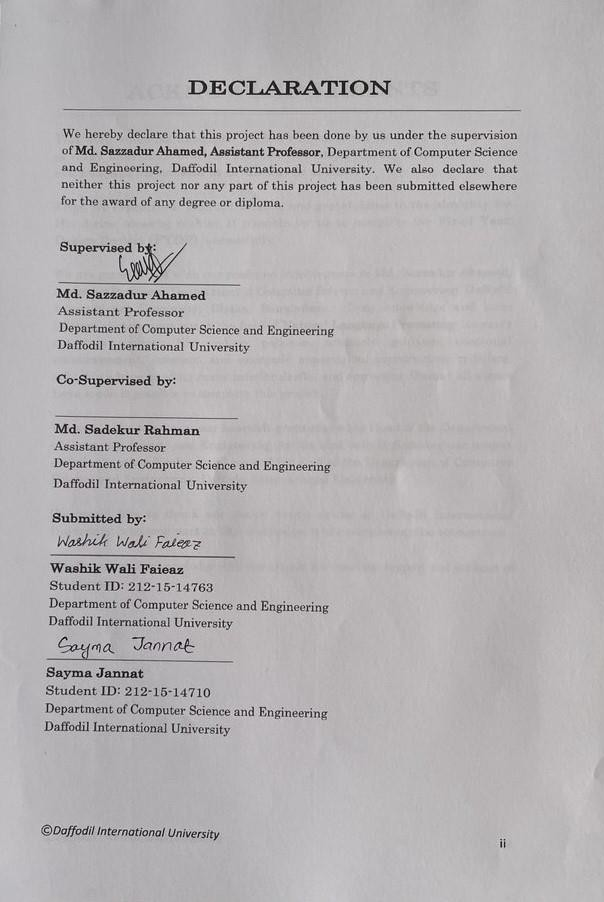 DECLARATION
We hereby declare that this project has been done by us under the supervision
of Md. Sazzadur Ahamed, Assistant Professor, Department of Computer Science
and Engineering, Daffodil International University. We also declare that
neither this project nor any part of this project has been submitted elsewhere
for the award of any degree or diploma.
Supervised by:
Md. Sazzadur Ahamed
Assistant Professor
Department of Computer Science and Engineering
Daffodil International University
Co-Supervised by:
Md. Sadekur Rahman
Assistant Professor
Department of Computer Science and Engineering
Daffodil International University
Submitted by:
Washik Wali Faieaz
Washik Wali Faieaz
Student ID: 212-15-14763
Department of Computer Science and Engineering
Daffodil International University
Sayma Jannat
Sayma Jannat
Student ID: 212-15-14710
Department of Computer Science and Engineering
Daffodil International University
©Daffodil International University
ii